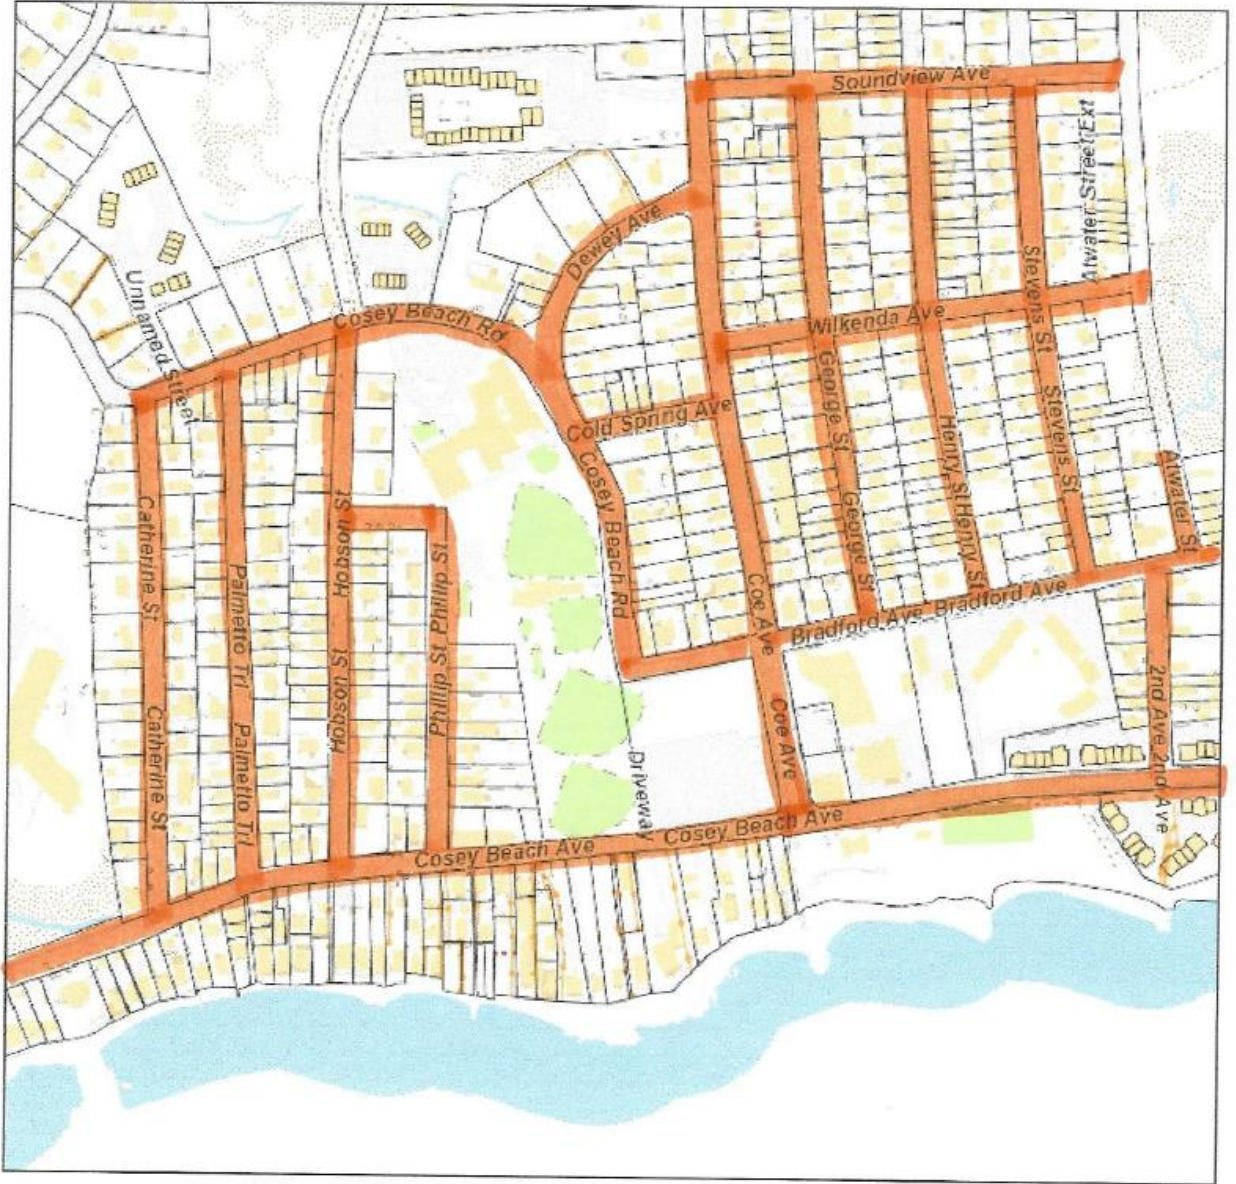 Soundview Ave
Atwater Street Ext
Dewey Ave
Stevens St
Unnamed Street
Cosey Beach Rd
Wilkenda Ave
George St
Stevens St
Cold Spring Ave
Henry St
Henry St
Atwater St
Cosey Beach Rd
George St
Catherine St
Hobson St
Phillip St
Palmetto Trl
Coe Ave
Bradford Ave
Bradford Ave
Phillip St
Hobson St
2nd Ave
2nd Ave
Catherine St
Palmetto Trl
Coe Ave
Driveway
Cosey Beach Ave
Cosey Beach Ave